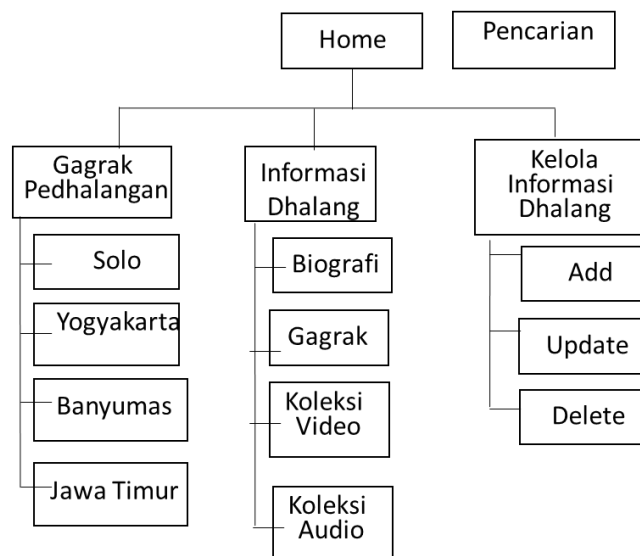 Home
Pencarian
Gagrak
Pedhalangan
Informasi
Dhalang
Kelola
Informasi
Dhalang
Solo
Yogyakarta
Banyumas
Jawa Timur
Biografi
Gagrak
Koleksi
Video
Koleksi
Audio
Add
Update
Delete